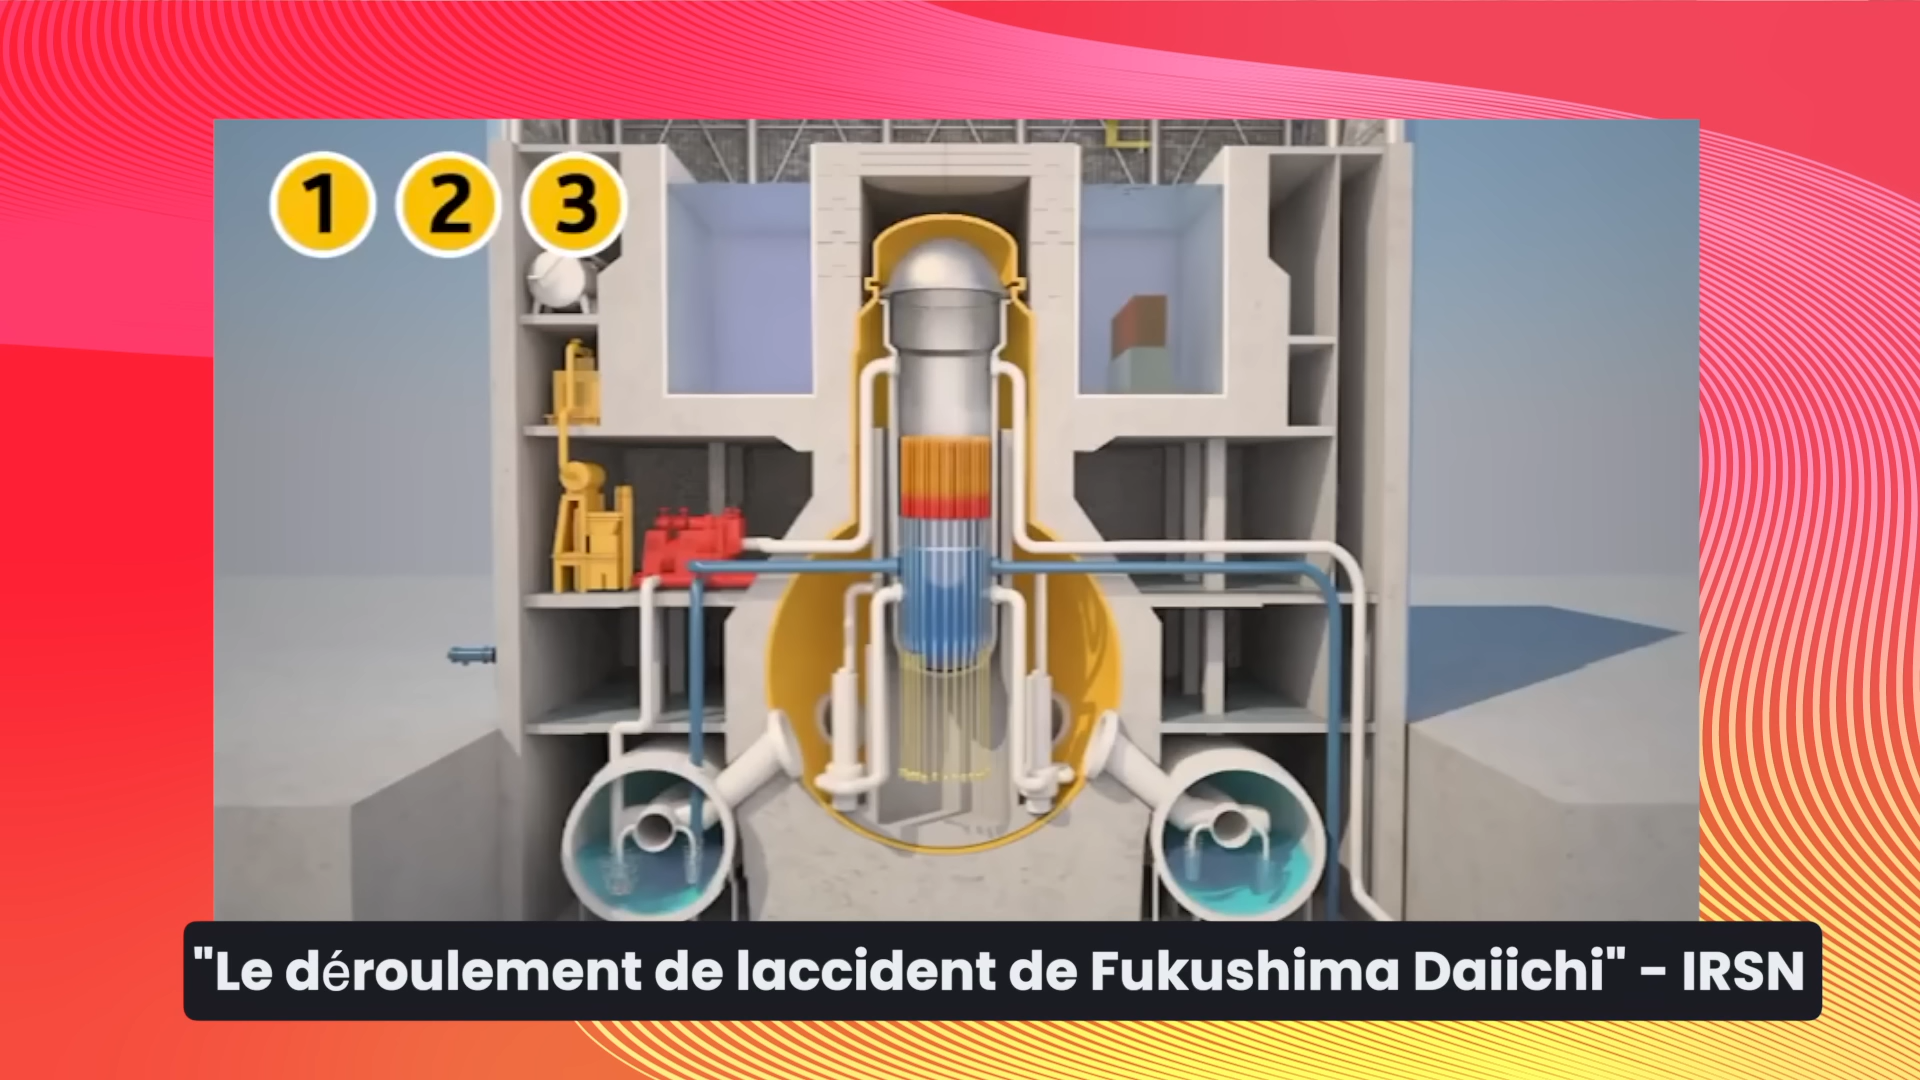 1 2 3
"Le déroulement de laccident de Fukushima Daiichi" - IRSN